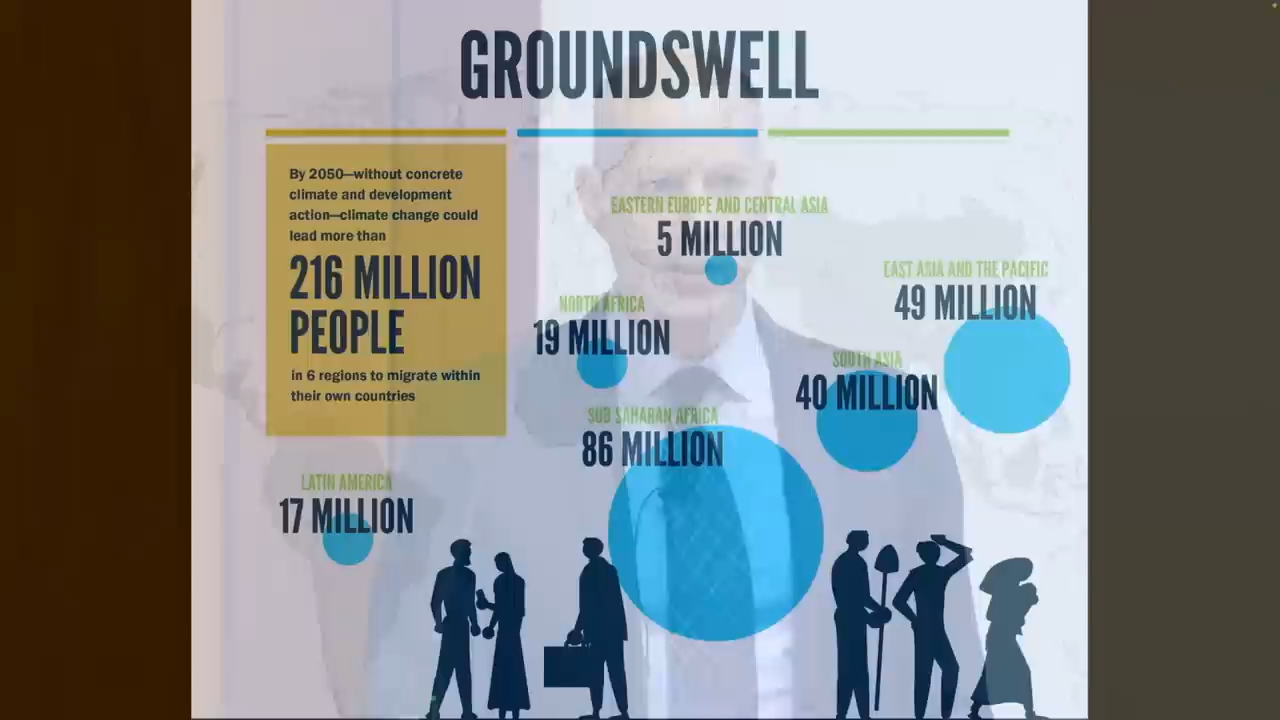 GROUNDSWELL
By 2050—without concrete
climate and development
action—climate change could
lead more than
216 MILLION
PEOPLE
in 6 regions to migrate within
their own countries
EASTERN EUROPE AND CENTRAL ASIA
5 MILLION
EAST ASIA AND THE PACIFIC
49 MILLION
NORTH AFRICA
19 MILLION
SOUTH ASIA
40 MILLION
SUB SAHARAN AFRICA
86 MILLION
LATIN AMERICA
17 MILLION